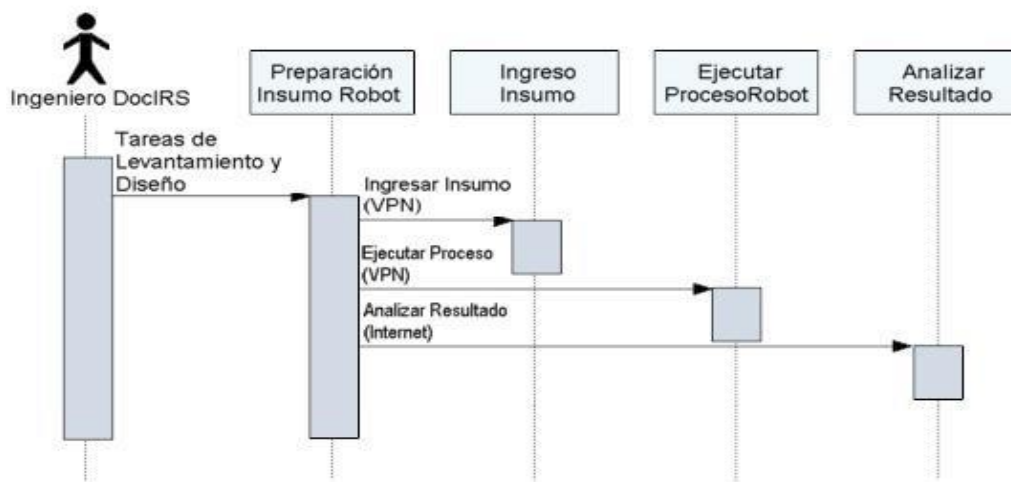 Ingeniero DocIRS
Preparación
Insumo Robot
Ingreso
Insumo
Ejecutar
ProcesoRobot
Analizar
Resultado
Tareas de
Levantamiento y
Diseño
Ingresar Insumo
(VPN)
Ejecutar Proceso
(VPN)
Analizar Resultado
(Internet)